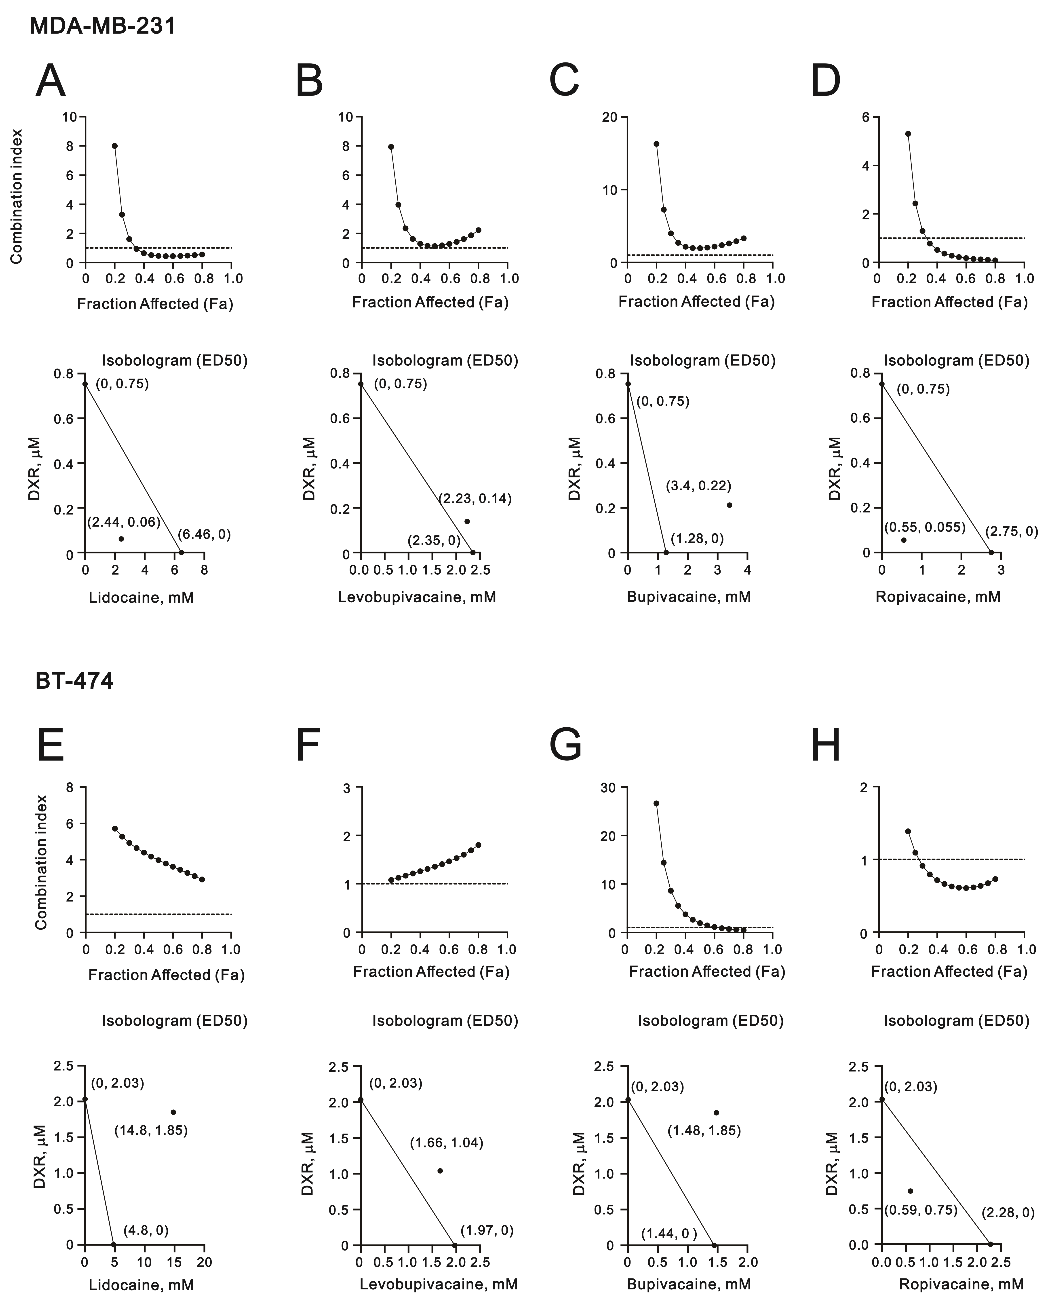 MDA-MB-231
A B C D
Combination index
10 10 20 6
8 8
6 6 10 4
4 4 2
2 2
0 0 0 0
0 0.2 0.4 0.6 0.8 1.0 0 0.2 0.4 0.6 0.8 1.0 0 0.2 0.4 0.6 0.8 1.0 0 0.2 0.4 0.6 0.8 1.0
Fraction Affected (Fa) Fraction Affected (Fa) Fraction Affected (Fa) Fraction Affected (Fa)
Isobologram (ED50) Isobologram (ED50) Isobologram (ED50) Isobologram (ED50)
DXR, μM DXR, μM DXR, μM DXR, μM
0.8 0.8 0.8 0.8
(0, 0.75) (0, 0.75) (0, 0.75) (0, 0.75)
0.6 0.6 0.6 0.6
0.4 0.4 0.4 0.4
(2.23, 0.14) (3.4, 0.22)
0.2 0.2 0.2 0.2
(2.44, 0.06) (6.46, 0) (2.35, 0) (1.28, 0) (0.55, 0.055) (2.75, 0)
0 0 0 0
0 2 4 6 8 0.0 0.5 1.0 1.5 2.0 2.5 0 1 2 3 4 0 1 2 3
Lidocaine, mM Levobupivacaine, mM Bupivacaine, mM Ropivacaine, mM
BT-474
E F G H
Combination index
8 3 30 2
6 2 20
4 1
2 1 10
0 0 0 0
0 0.2 0.4 0.6 0.8 1.0 0 0.2 0.4 0.6 0.8 1.0 0 0.2 0.4 0.6 0.8 1.0 0 0.2 0.4 0.6 0.8 1.0
Fraction Affected (Fa) Fraction Affected (Fa) Fraction Affected (Fa) Fraction Affected (Fa)
Isobologram (ED50) Isobologram (ED50) Isobologram (ED50) Isobologram (ED50)
DXR, μM DXR, μM DXR, μM DXR, μM
2.5 2.5 2.5 2.5
(0, 2.03) (0, 2.03) (0, 2.03) (0, 2.03)
2.0 2.0 2.0 2.0
(14.8, 1.85) (1.66, 1.04) (1.48, 1.85)
1.5 1.5 1.5 1.5
1.0 1.0 1.0 1.0
0.5 0.5 0.5 0.5
(0.59, 0.75) (2.28, 0)
(4.8, 0) (1.97, 0) (1.44, 0 )
0 0 0 0.0
0 5 10 15 20 0 0.5 1.0 1.5 2.0 2.5 0 0.5 1.0 1.5 2.0 0.0 0.5 1.0 1.5 2.0 2.5
Lidocaine, mM Levobupivacaine, mM Bupivacaine, mM Ropivacaine, mM